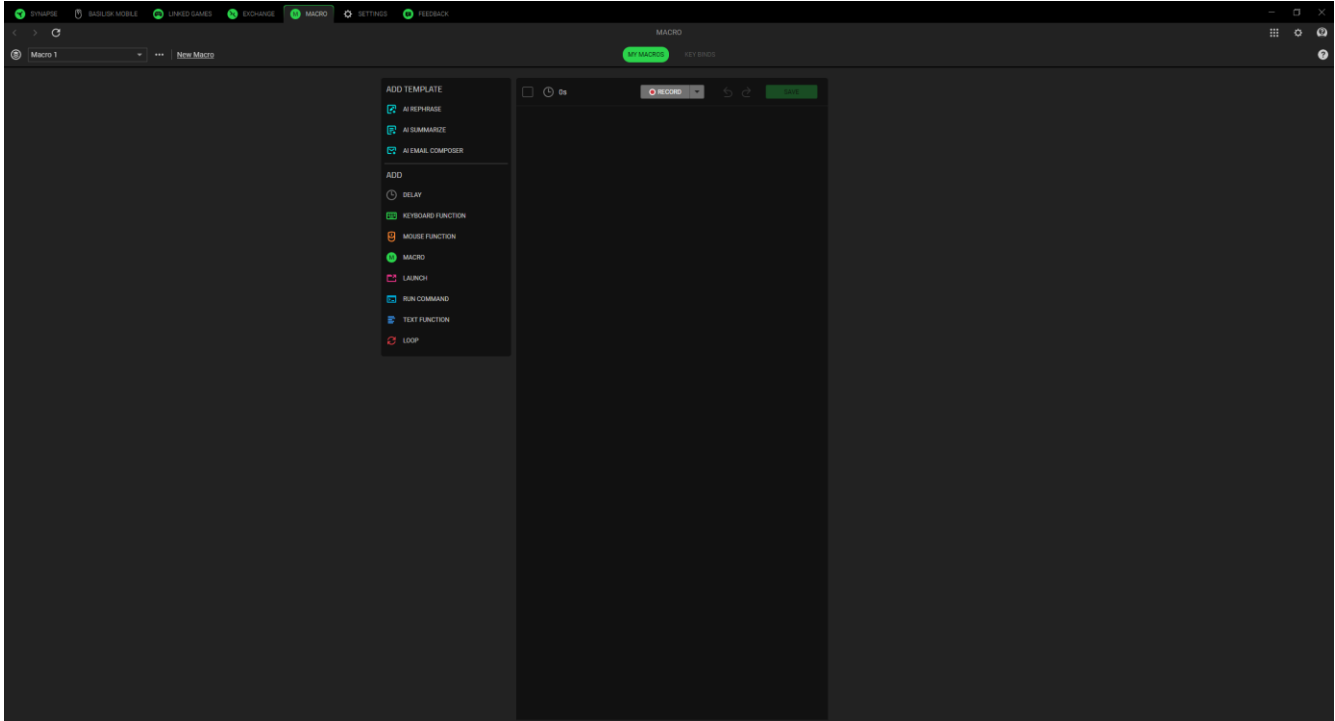 SYNAPSE BASILISK MOBILE LINKED GAMES EXCHANGE MACRO SETTINGS FEEDBACK
MACRO
Macro 1 New Macro MY MACROS KEY BINDS
ADD TEMPLATE
AI REPHRASE
AI SUMMARIZE
AI EMAIL COMPOSER
ADD
DELAY
KEYBOARD FUNCTION
MOUSE FUNCTION
MACRO
LAUNCH
RUN COMMAND
TEXT FUNCTION
LOOP
0s RECORD SAVE